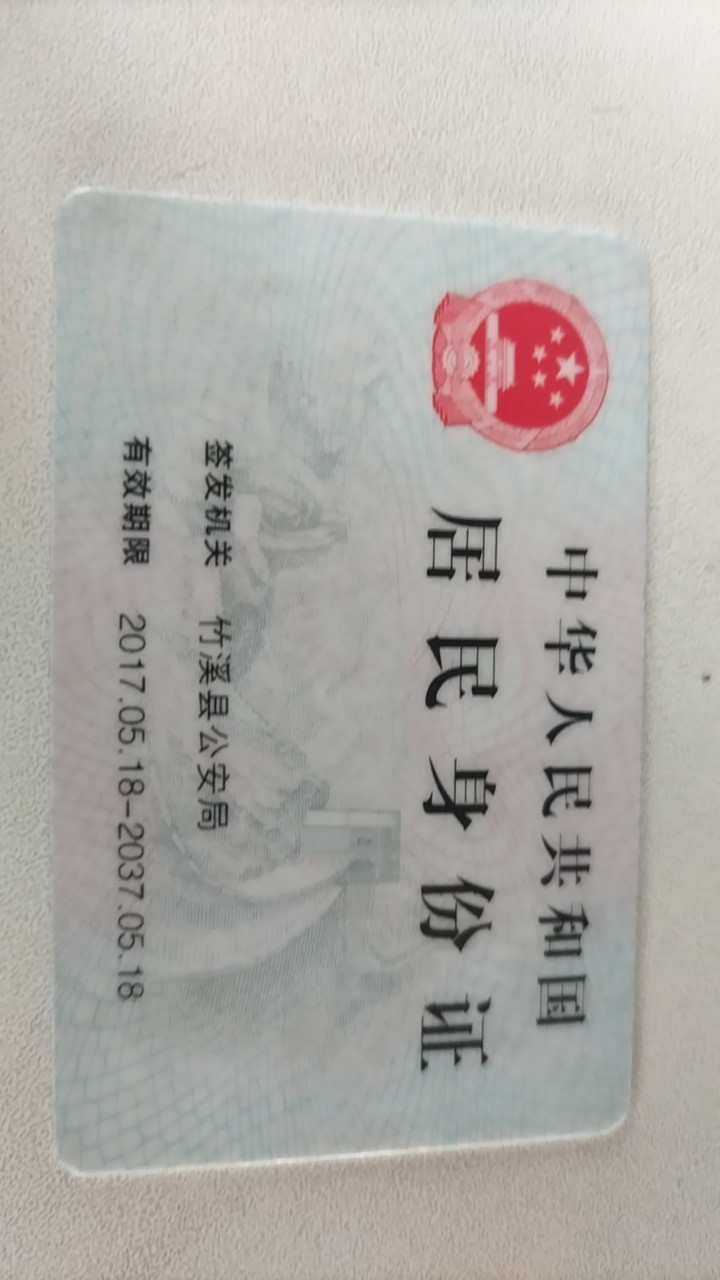 中华人民共和国
居民身份证
签发机关 竹溪县公安局
有效期限 2017.05.18-2037.05.18